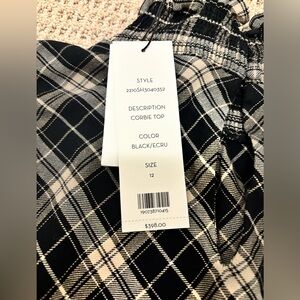 STYLE
DESCRIPTION
CORBIE TOP
COLOR
BLACK/ECRU
SIZE
12
$398.00